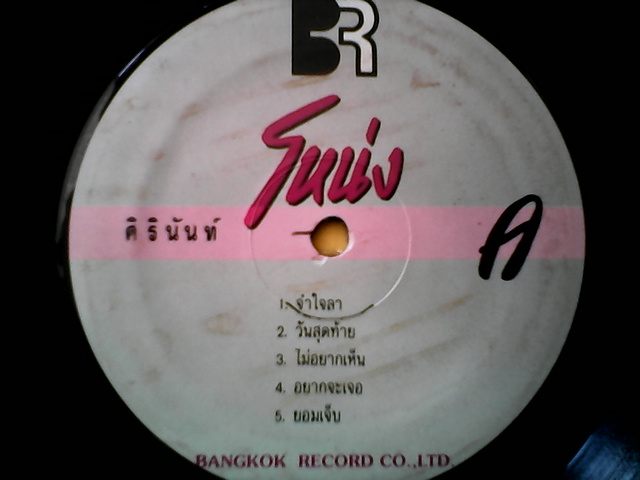 BR
โหน่ง
ศิรินันท์
A
1. จำใจลา
2. วันสุดท้าย
3. ไม่อยากเห็น
4. อยากจะเจอ
5. ยอมเจ็บ
BANGKOK RECORD CO.,LTD.